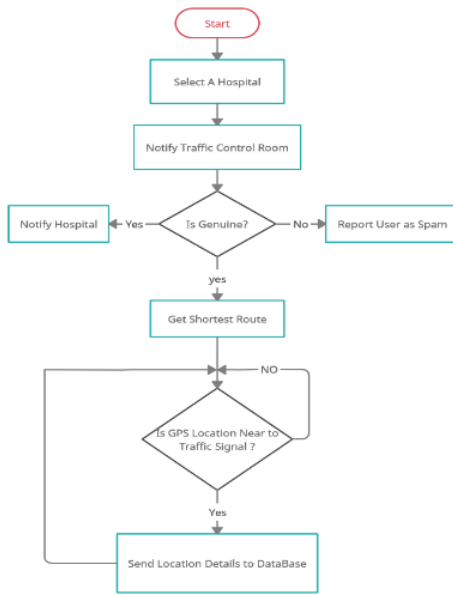 Start
Select A Hospital
Notify Traffic Control Room
Notify Hospital
Yes
Is Genuine?
No
Report User as Spam
yes
Get Shortest Route
NO
Is GPS Location Near to
Traffic Signal ?
Yes
Send Location Details to DataBase